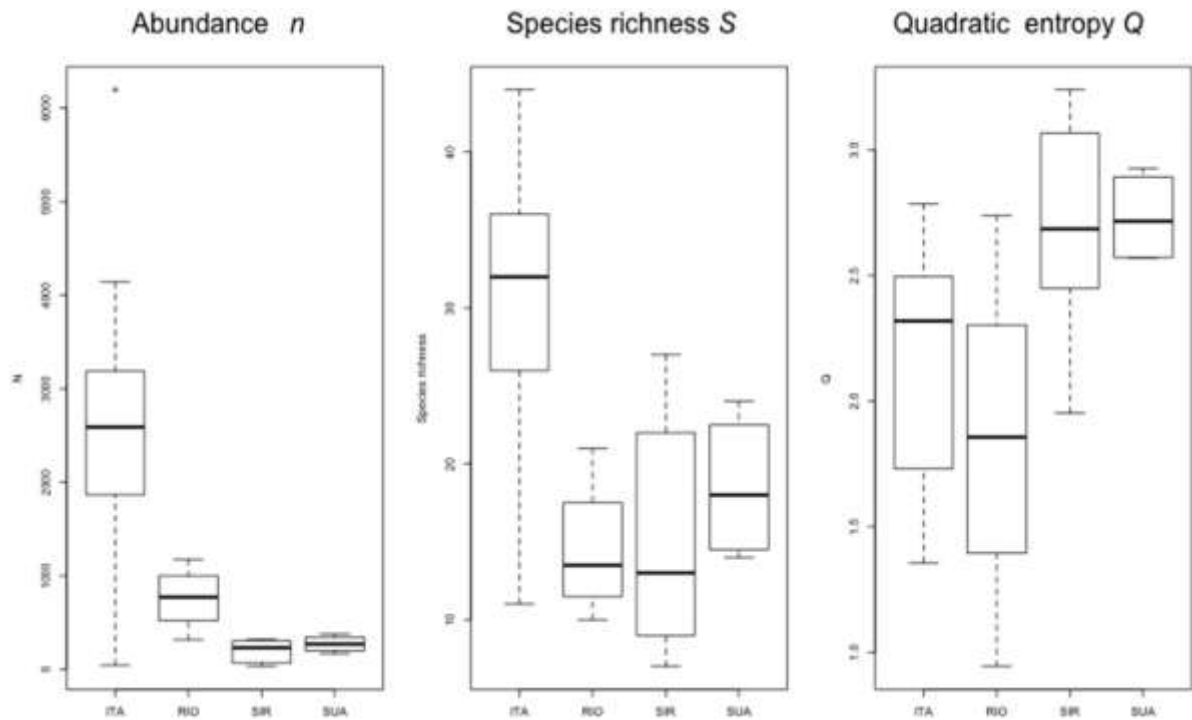 Abundance n
Species richness S
Quadratic entropy Q
N
6000
5000
4000
3000
2000
1000
0
ITA RIO SIR SUA
Species richness
40
30
20
10
ITA RIO SIR SUA
Q
3.0
2.5
2.0
1.5
1.0
ITA RIO SIR SUA